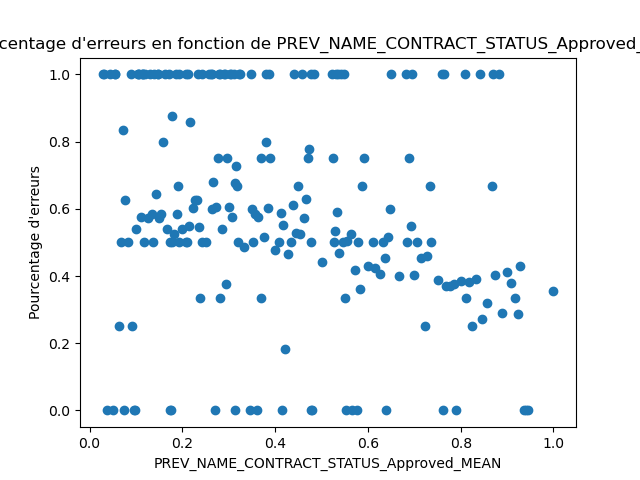 centage d'erreurs en fonction de PREV_NAME_CONTRACT_STATUS_Approved_
1.0
0.8
0.6
0.4
0.2
0.0
Pourcentage d'erreurs
0.0 0.2 0.4 0.6 0.8 1.0
PREV_NAME_CONTRACT_STATUS_Approved_MEAN